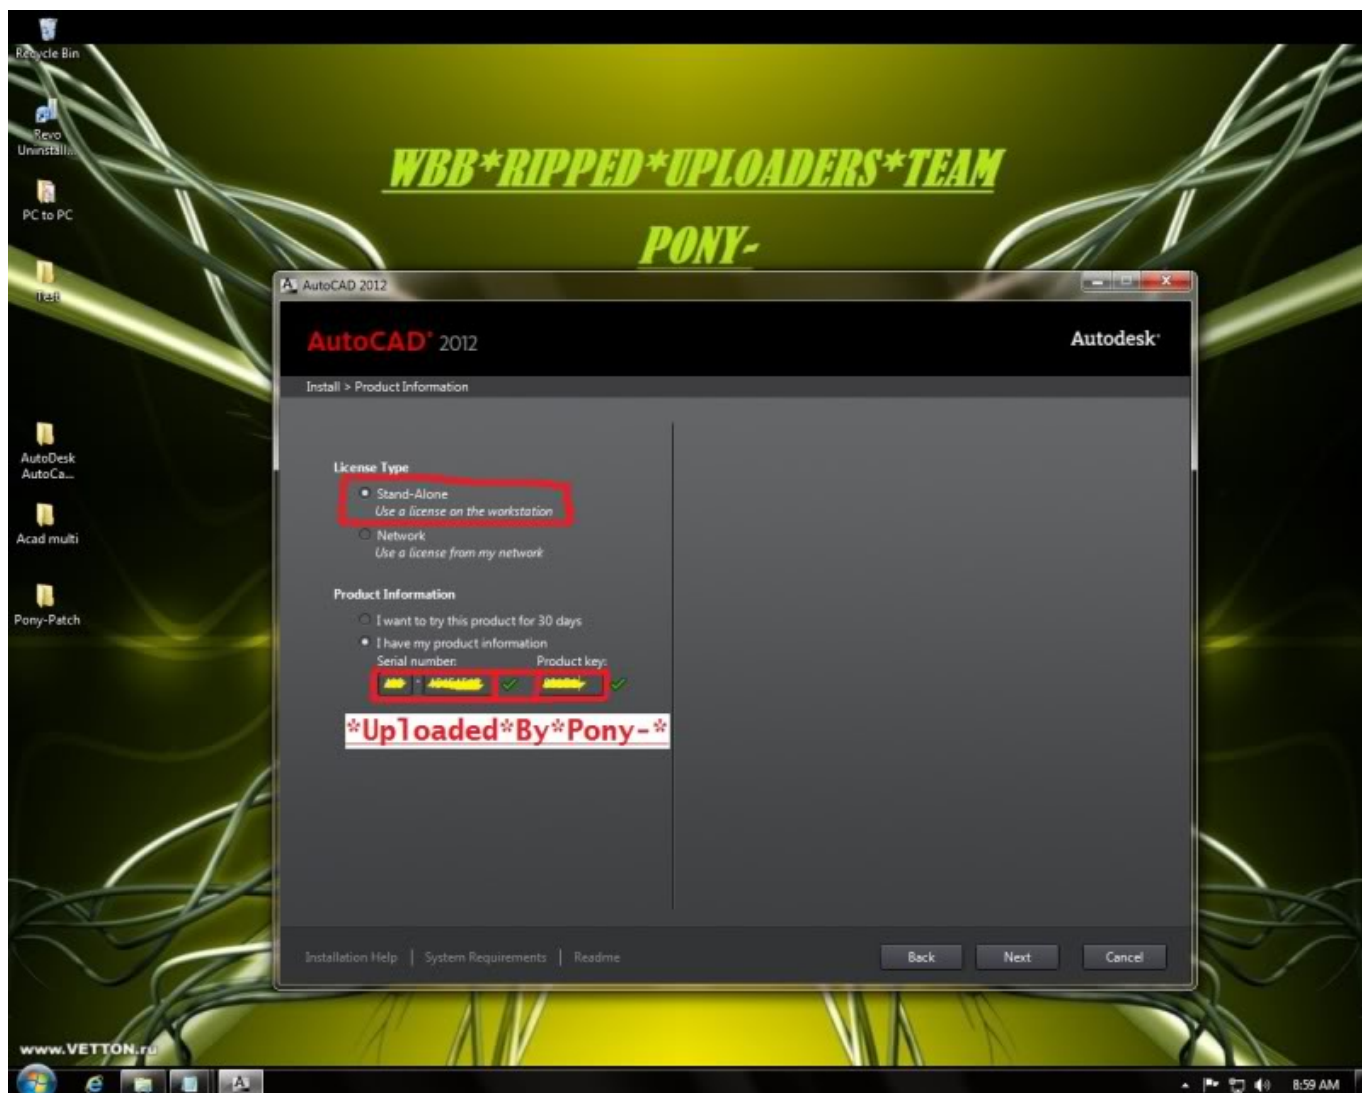 Recycle Bin
Revo
Uninstall...
PC to PC
Test
AutoDesk
AutoCa...
Acad multi
Pony-Patch
WBB*RIPPED*UPLOADERS*TEAM
PONY-
AutoCAD 2012
AutoCAD® 2012
Autodesk®
Install > Product Information
License Type
Stand-Alone
Use a license on the workstation
Network
Use a license from my network
Product Information
I want to try this product for 30 days
I have my product information
Serial number: Product key:
-
*Uploaded*By*Pony-*
Installation Help | System Requirements | Readme
Back Next Cancel
www.VETTON.ru
8:59 AM